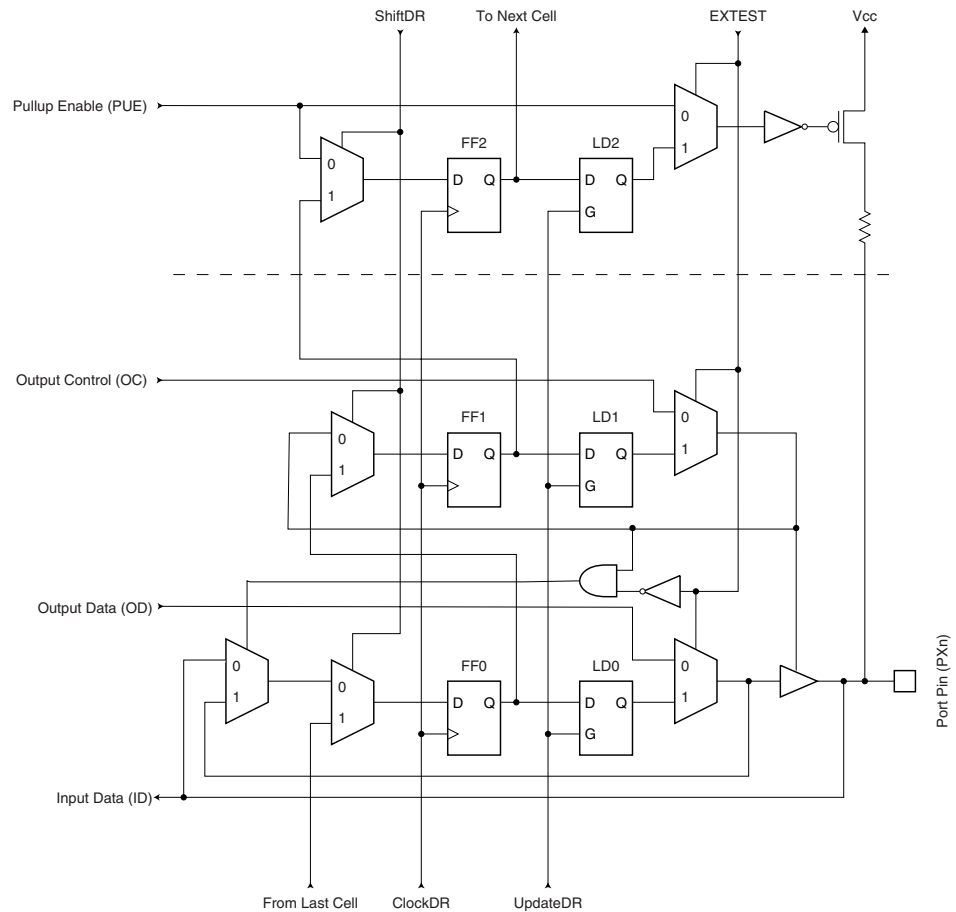 ShiftDR To Next Cell EXTEST Vcc
Pullup Enable (PUE)
0
FF2 LD2
0
1
1
D Q D Q
G
Output Control (OC)
0
FF1 LD1
0
1
1
D Q D Q
G
Output Data (OD)
FF0 LD0
0 0 0
1 1 1
D Q D Q
G
Port Pin (PXn)
Input Data (ID)
From Last Cell ClockDR UpdateDR